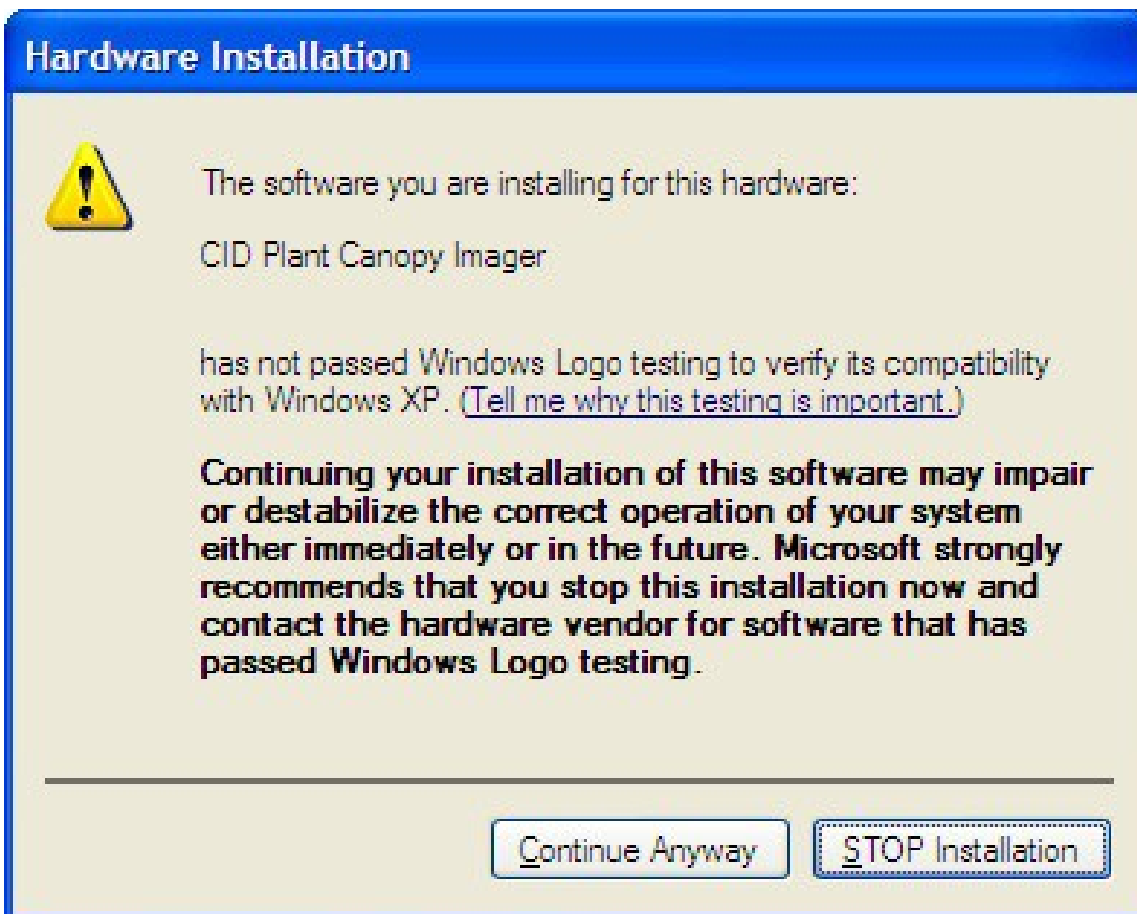 Hardware Installation
The software you are installing for this hardware:
CID Plant Canopy Imager
has not passed Windows Logo testing to verify its compatibility
with Windows XP. (Tell me why this testing is important.)
Continuing your installation of this software may impair
or destabilize the correct operation of your system
either immediately or in the future. Microsoft strongly
recommends that you stop this installation now and
contact the hardware vendor for software that has
passed Windows Logo testing.
Continue Anyway
STOP Installation